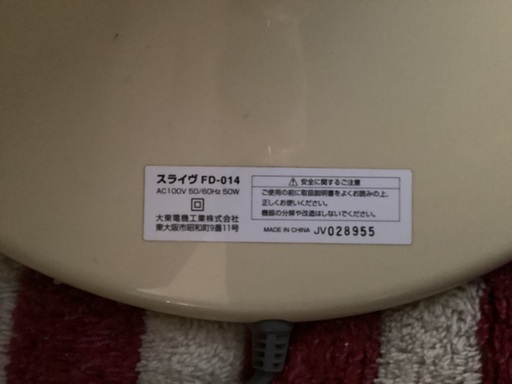 スライヴ FD-014
AC100V 50/60Hz 50W
大東電機工業株式会社
東大阪市昭和町9番11号
⚠ 安全に関するご注意
ご使用の前に取扱説明書をよくお読みの上、
正しくお使いください。
機器の分解や改造はしないでください。
MADE IN CHINA JV028955